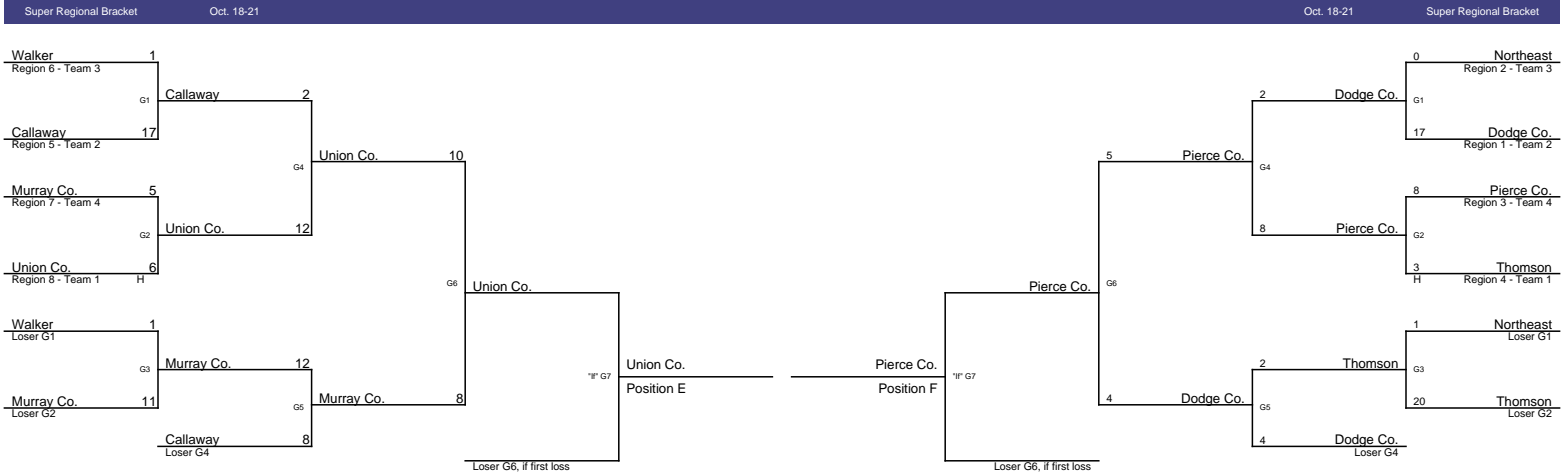 Super Regional Bracket Oct. 18-21 Oct. 18-21 Super Regional Bracket
Walker 1
Region 6 - Team 3
G1 Callaway 2
Callaway 17
Region 5 - Team 2
G4 Union Co. 10
Murray Co. 5
Region 7 - Team 4
G2 Union Co. 12
Union Co. 6
Region 8 - Team 1 H
G6 Union Co.
Walker 1
Loser G1
G3 Murray Co. 12
Murray Co. 11
Loser G2
G5 Murray Co. 8
Callaway 8
Loser G4
Loser G6, if first loss
"If" G7 Union Co.
Position E
0 Northeast
Region 2 - Team 3
2 Dodge Co. G1
17 Dodge Co.
Region 1 - Team 2
5 Pierce Co. G4
8 Pierce Co.
Region 3 - Team 4
8 Pierce Co. G2
3 Thomson
H Region 4 - Team 1
Pierce Co. G6
1 Northeast
Loser G1
2 Thomson G3
20 Thomson
Loser G2
4 Dodge Co. G5
4 Dodge Co.
Loser G4
Loser G6, if first loss
Pierce Co. "If" G7
Position F